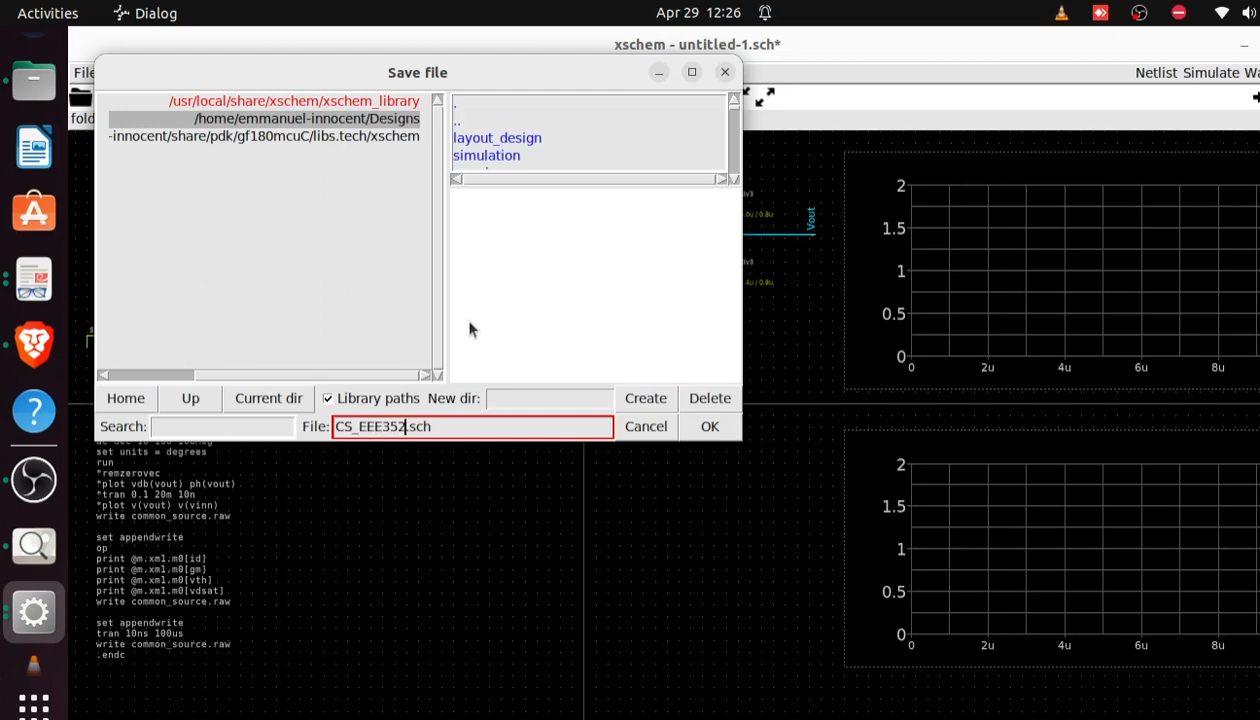 Activities Dialog Apr 29 12:26
xschem - untitled-1.sch*
File
Save file
Netlist Simulate Wa
/usr/local/share/xschem/xschem_library
/home/emmanuel-innocent/Designs
-innocent/share/pdk/gf180mcuC/libs.tech/xschem
.
..
layout_design
simulation
Vout
Home Up Current dir Library paths New dir: Create Delete
Search: File: CS_EEE352.sch Cancel OK
set units = degrees
run
*remzerovec
*plot vdb(vout) ph(vout)
*tran 0.1 20m 10n
*plot v(vout) v(vinn)
write common_source.raw
set appendwrite
op
print @m.xm1.m0[id]
print @m.xm1.m0[gm]
print @m.xm1.m0[vth]
print @m.xm1.m0[vdsat]
write common_source.raw
set appendwrite
tran 10ns 100us
write common_source.raw
.endc
2
1.5
1
0.5
0
0 2u 4u 6u 8u
2
1.5
1
0.5
0
0 2u 4u 6u 8u